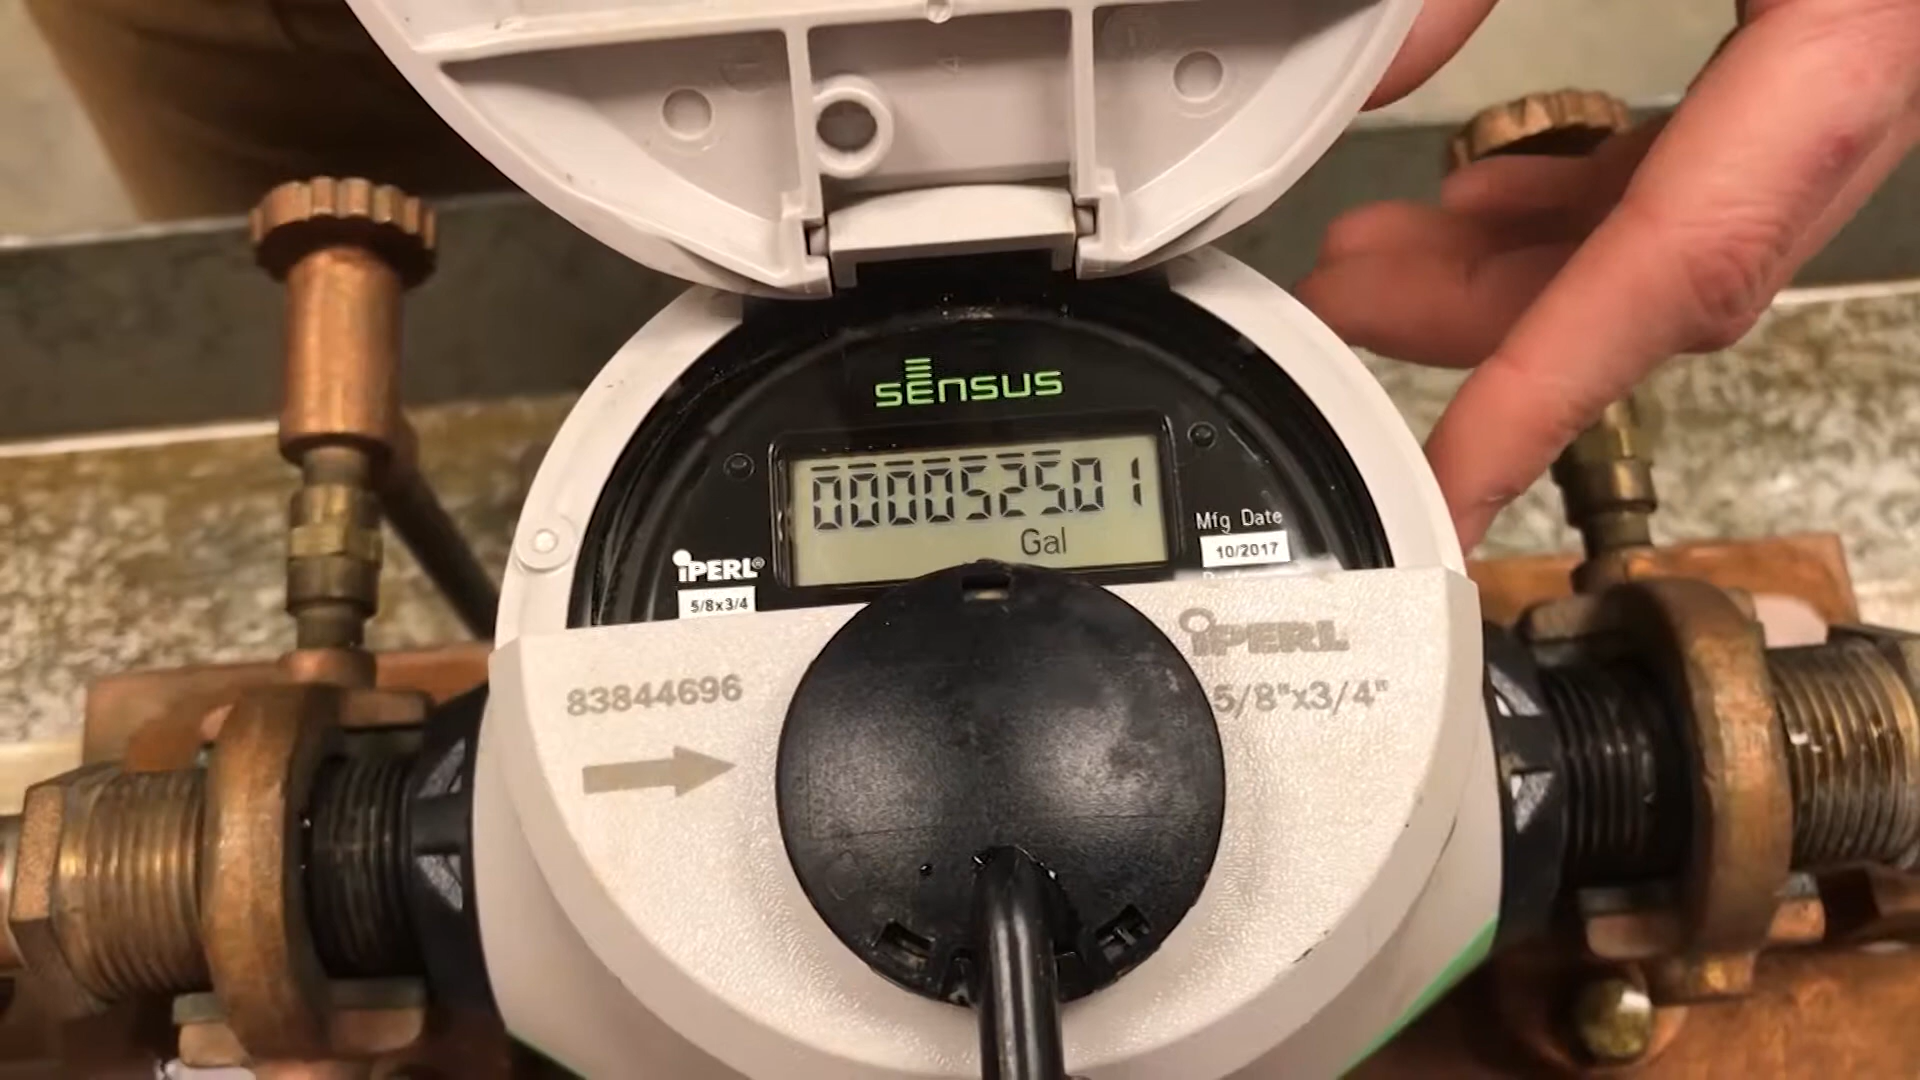 sensus
0000525.01
Gal
Mfg Date
10/2017
iPERL®
5/8x3/4
iPERL
83844696
5/8"x3/4"